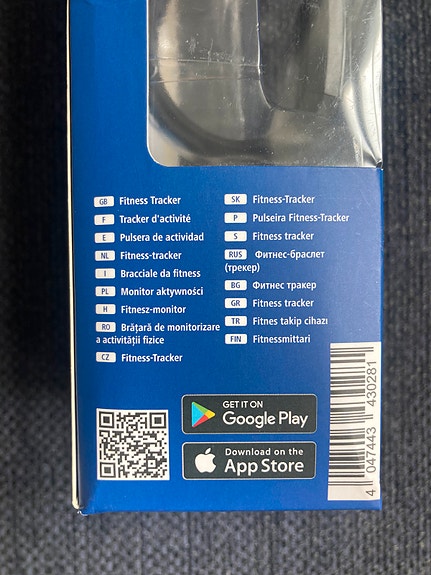 GB Fitness Tracker
F Tracker d'activité
E Pulsera de actividad
NL Fitness-tracker
I Bracciale da fitness
PL Monitor aktywności
H Fitnesz-monitor
RO Brățară de monitorizare
a activității fizice
CZ Fitness-Tracker
SK Fitness-Tracker
P Pulseira Fitness-Tracker
S Fitness tracker
RUS Фитнес-браслет
(трекер)
BG Фитнес тракер
GR Fitness tracker
TR Fitnes takip cihazı
FIN Fitnessmittari
GET IT ON
Google Play
Download on the
App Store
4 047443 430281